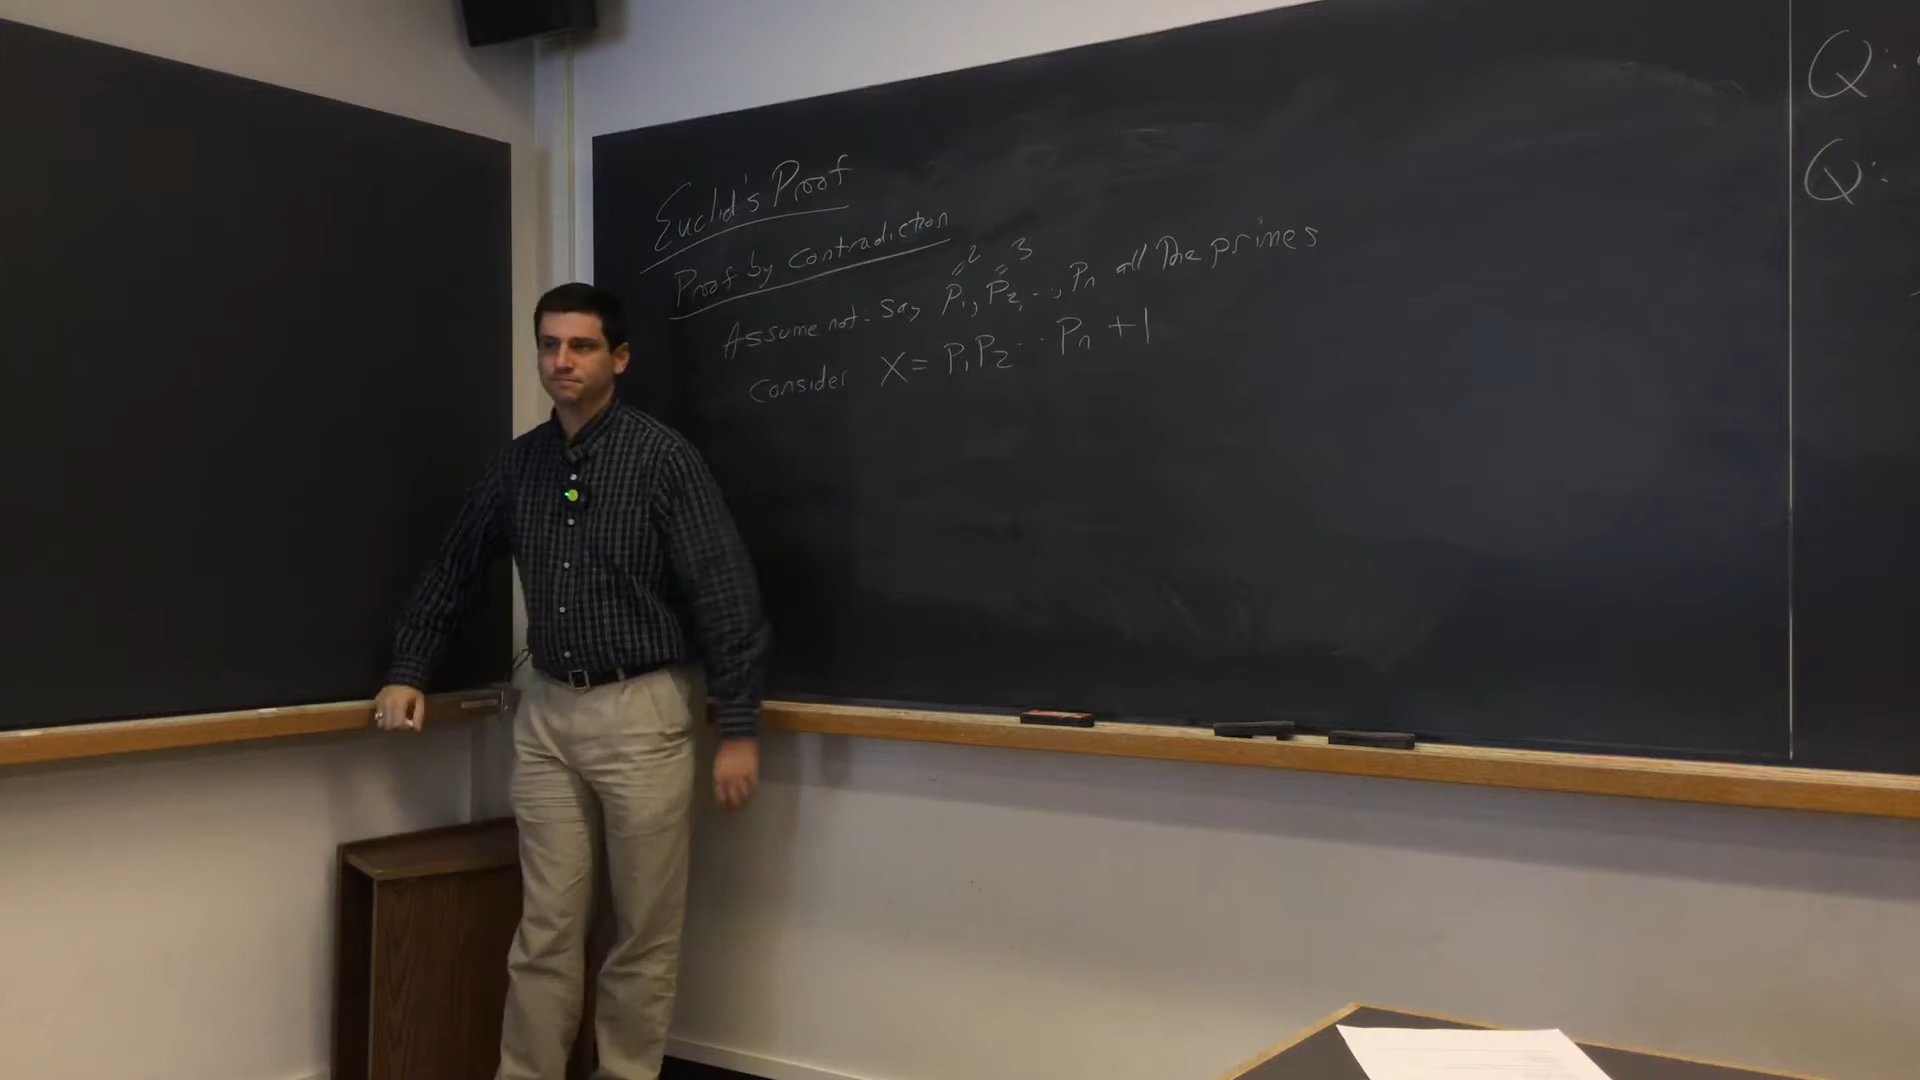 Euclid's Proof
Proof by Contradiction
=2 =3
Assume not: Say P₁, P₂, ..., Pₙ all the primes
Consider X = P₁P₂ ... Pₙ + 1
Q:
Q: